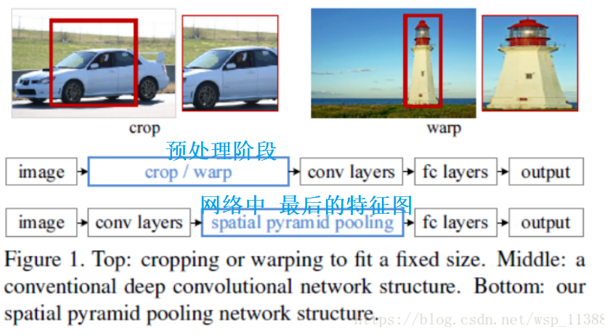 crop
warp
预处理阶段
image crop / warp conv layers fc layers output
网络中 最后的特征图
image conv layers spatial pyramid pooling fc layers output
Figure 1. Top: cropping or warping to fit a fixed size. Middle: a
conventional deep convolutional network structure. Bottom: our
spatial pyramid pooling network structure.
https://blog.csdn.net/wsp_11388